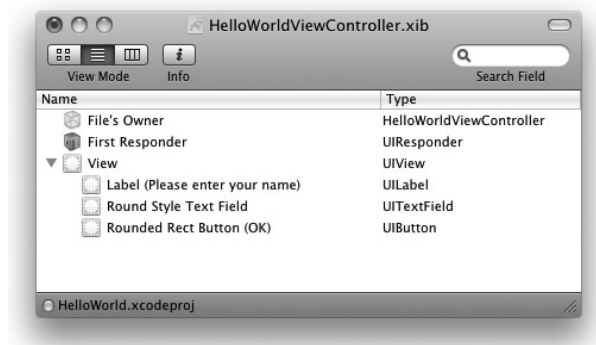 HelloWorldViewController.xib
View Mode Info Search Field
Name Type
File's Owner HelloWorldViewController
First Responder UIResponder
View UIView
Label (Please enter your name) UILabel
Round Style Text Field UITextField
Rounded Rect Button (OK) UIButton
HelloWorld.xcodeproj